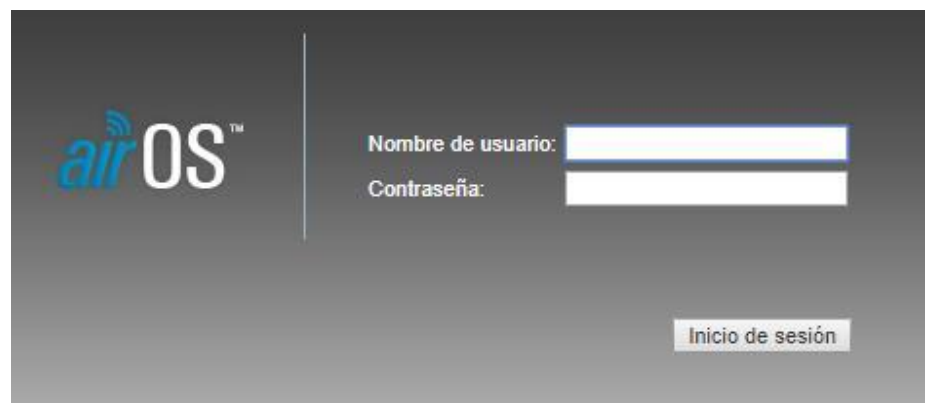 airOS™
Nombre de usuario:
Contraseña:
Inicio de sesión